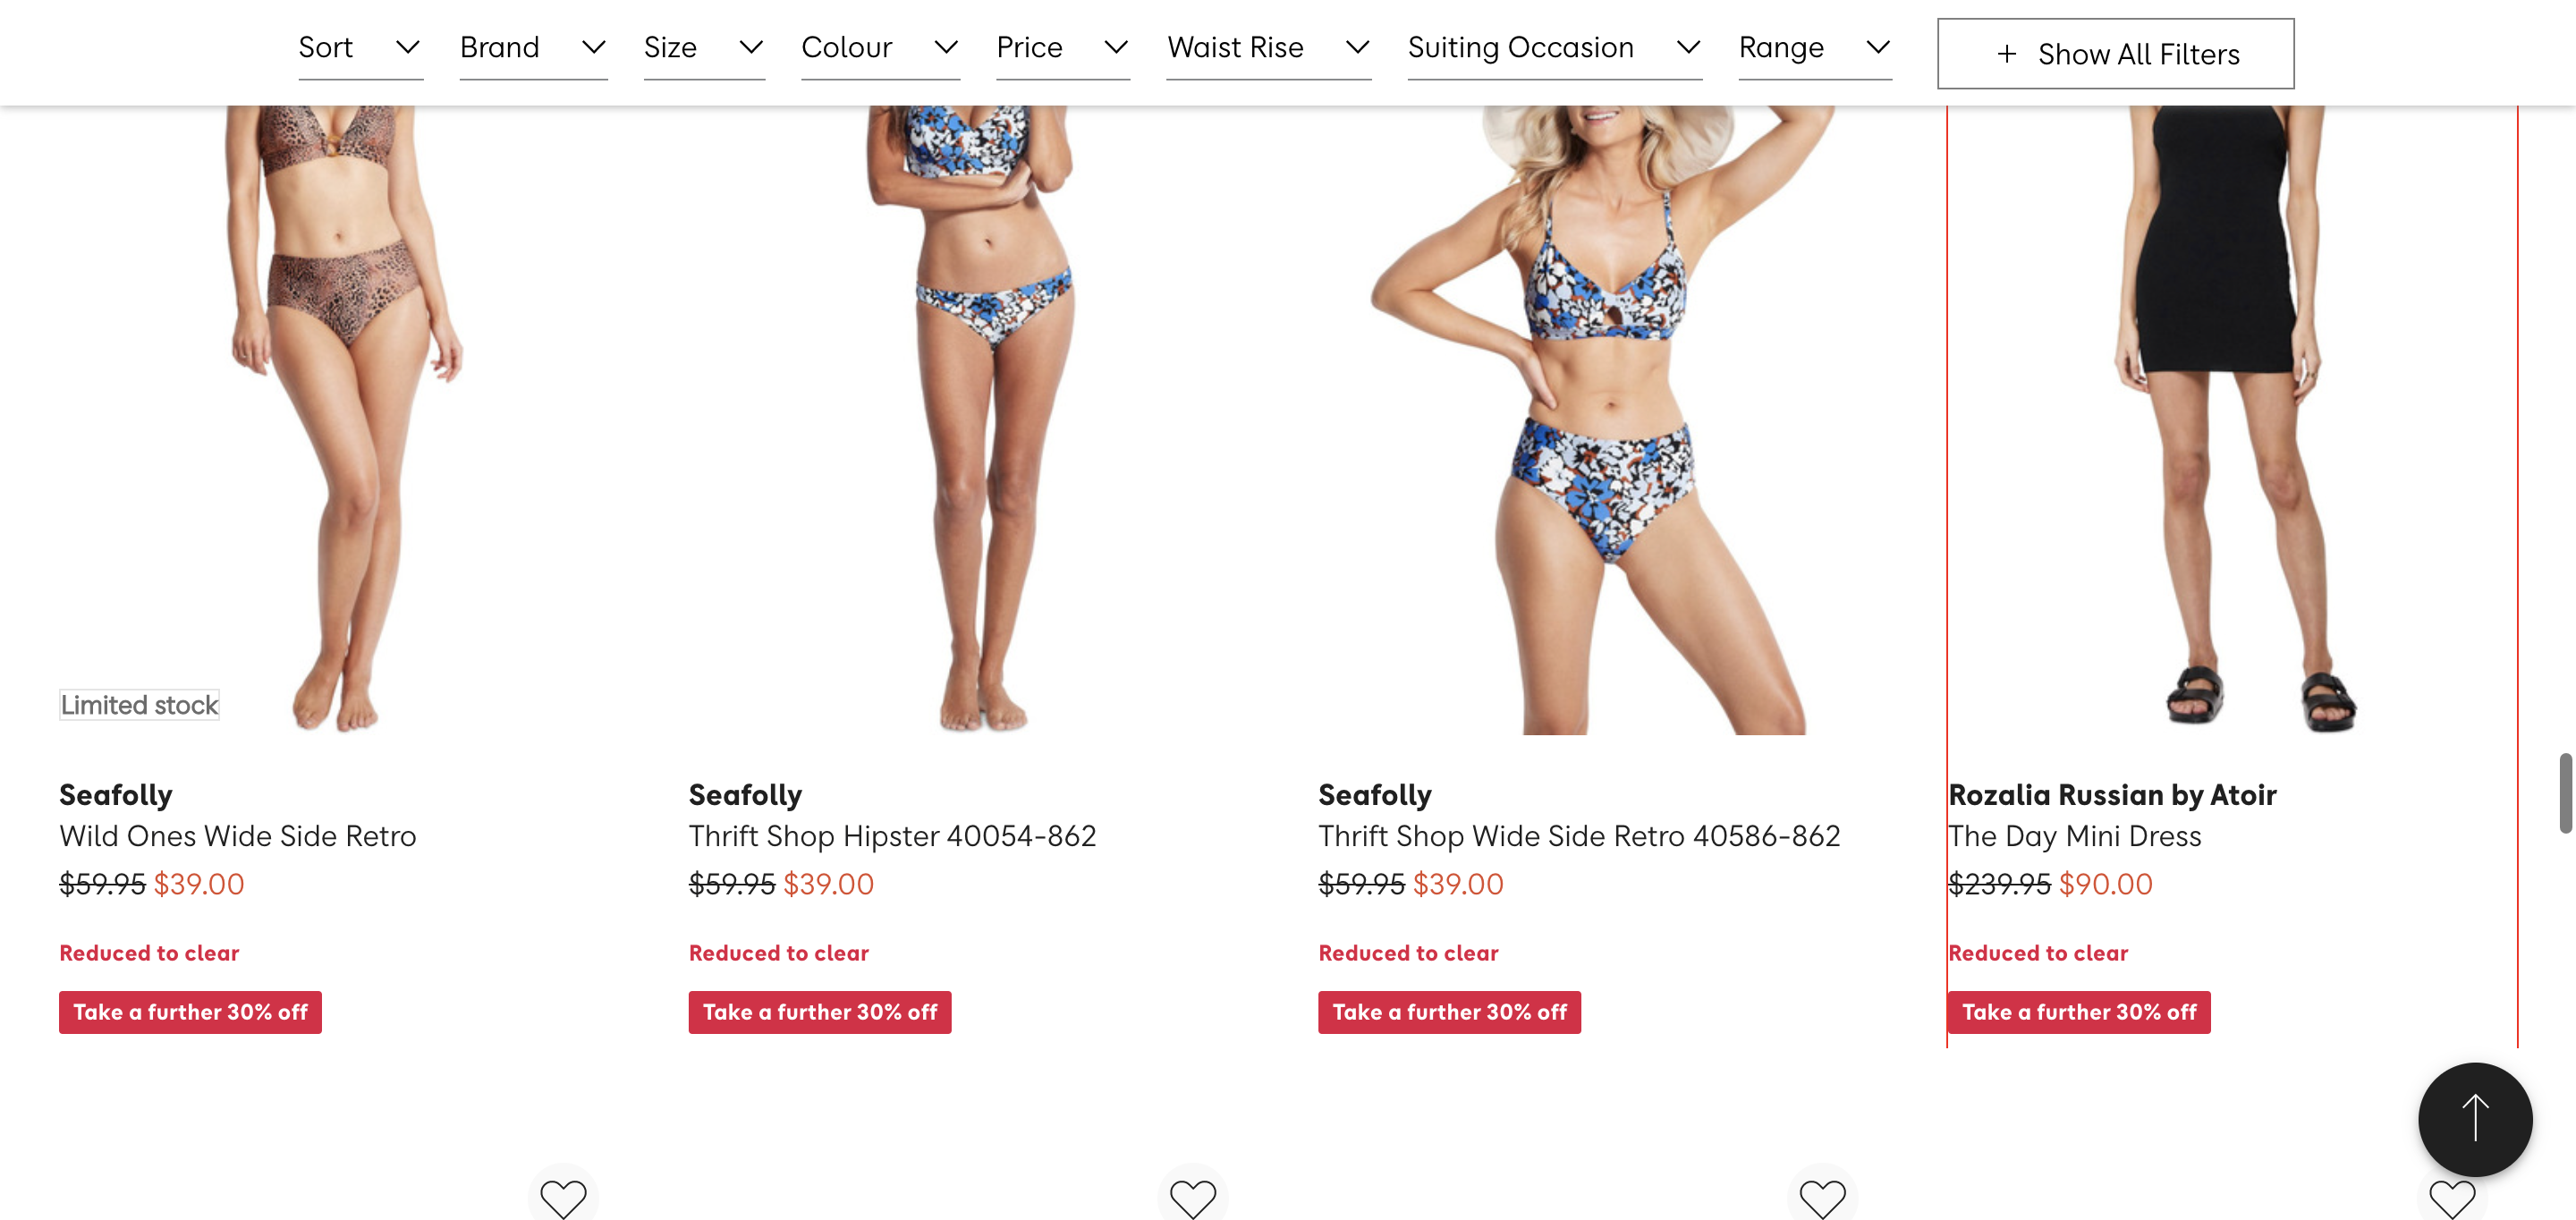 Sort
Brand
Size
Colour
Price
Waist Rise
Suiting Occasion
Range
+ Show All Filters
Limited stock
Seafolly
Wild Ones Wide Side Retro
$59.95 $39.00
Reduced to clear
Take a further 30% off
Seafolly
Thrift Shop Hipster 40054-862
$59.95 $39.00
Reduced to clear
Take a further 30% off
Seafolly
Thrift Shop Wide Side Retro 40586-862
$59.95 $39.00
Reduced to clear
Take a further 30% off
Rozalia Russian by Atoir
The Day Mini Dress
$239.95 $90.00
Reduced to clear
Take a further 30% off